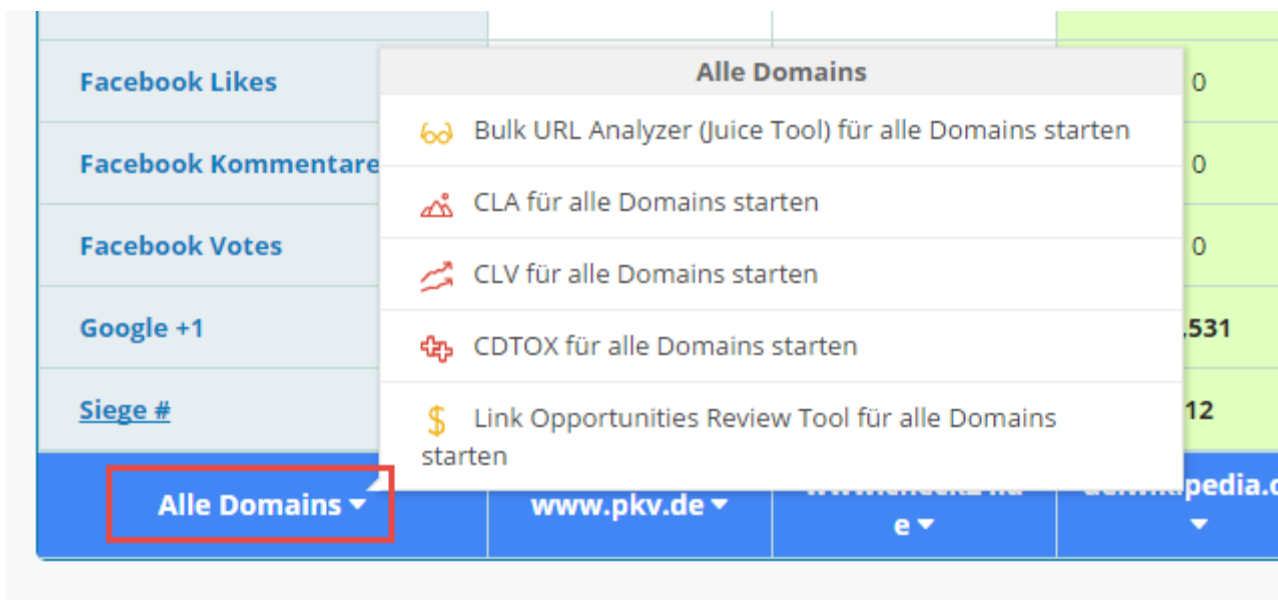 Alle Domains
Facebook Likes
0
Bulk URL Analyzer (Juice Tool) für alle Domains starten
Facebook Kommentare
0
CLA für alle Domains starten
Facebook Votes
0
CLV für alle Domains starten
Google +1
,531
CDTOX für alle Domains starten
Siege #
12
Link Opportunities Review Tool für alle Domains
starten
Alle Domains
www.pkv.de
e